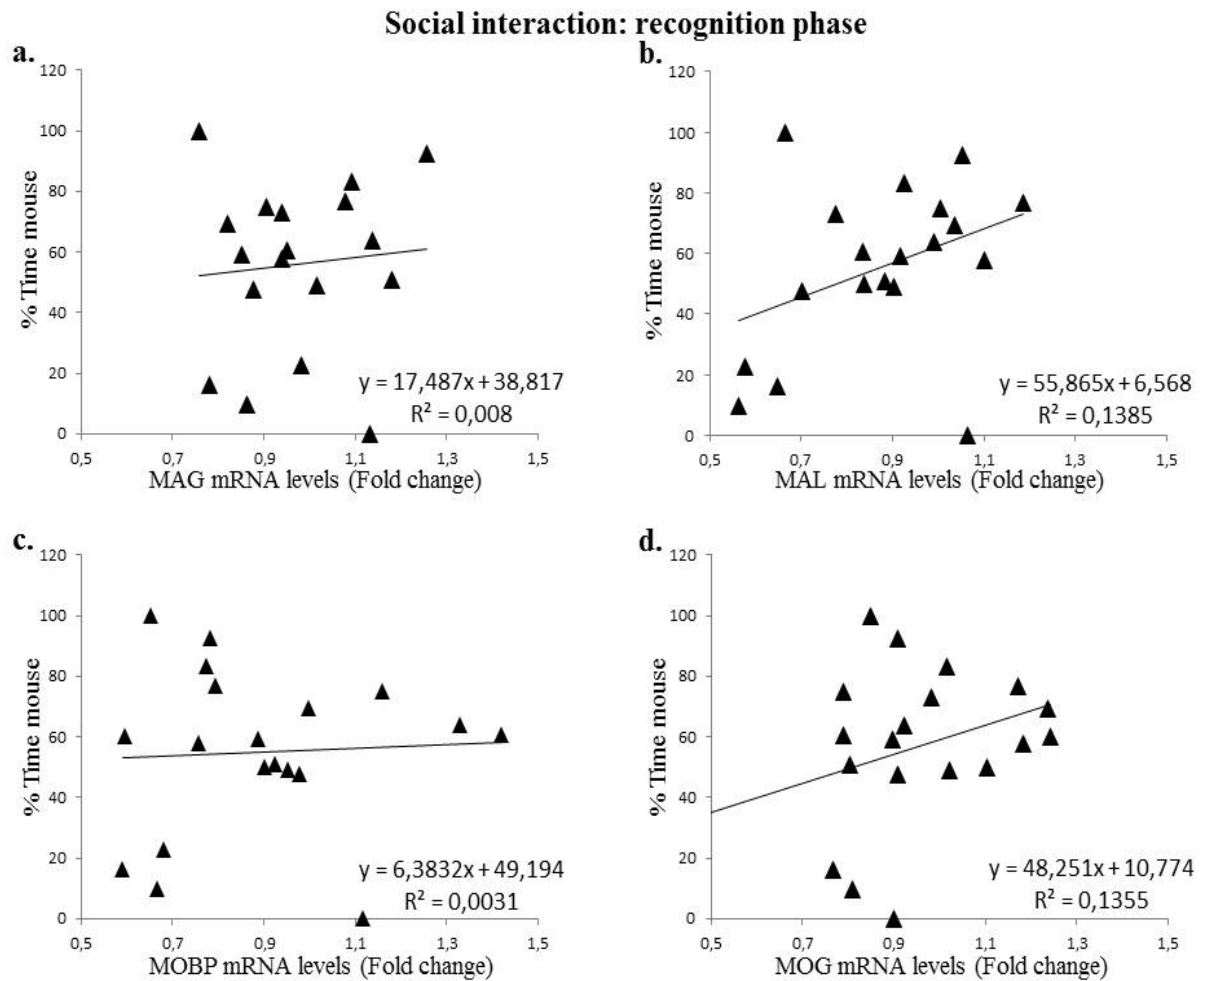 Social interaction: recognition phase
a.
120
100
80
60
40
20
0
% Time mouse
y = 17,487x + 38,817
R² = 0,008
0,5 0,7 0,9 1,1 1,3 1,5
MAG mRNA levels (Fold change)
b.
120
100
80
60
40
20
0
% Time mouse
y = 55,865x + 6,568
R² = 0,1385
0,5 0,7 0,9 1,1 1,3 1,5
MAL mRNA levels (Fold change)
c.
120
100
80
60
40
20
0
% Time mouse
y = 6,3832x + 49,194
R² = 0,0031
0,5 0,7 0,9 1,1 1,3 1,5
MOBP mRNA levels (Fold change)
d.
120
100
80
60
40
20
0
% Time mouse
y = 48,251x + 10,774
R² = 0,1355
0,5 0,7 0,9 1,1 1,3 1,5
MOG mRNA levels (Fold change)